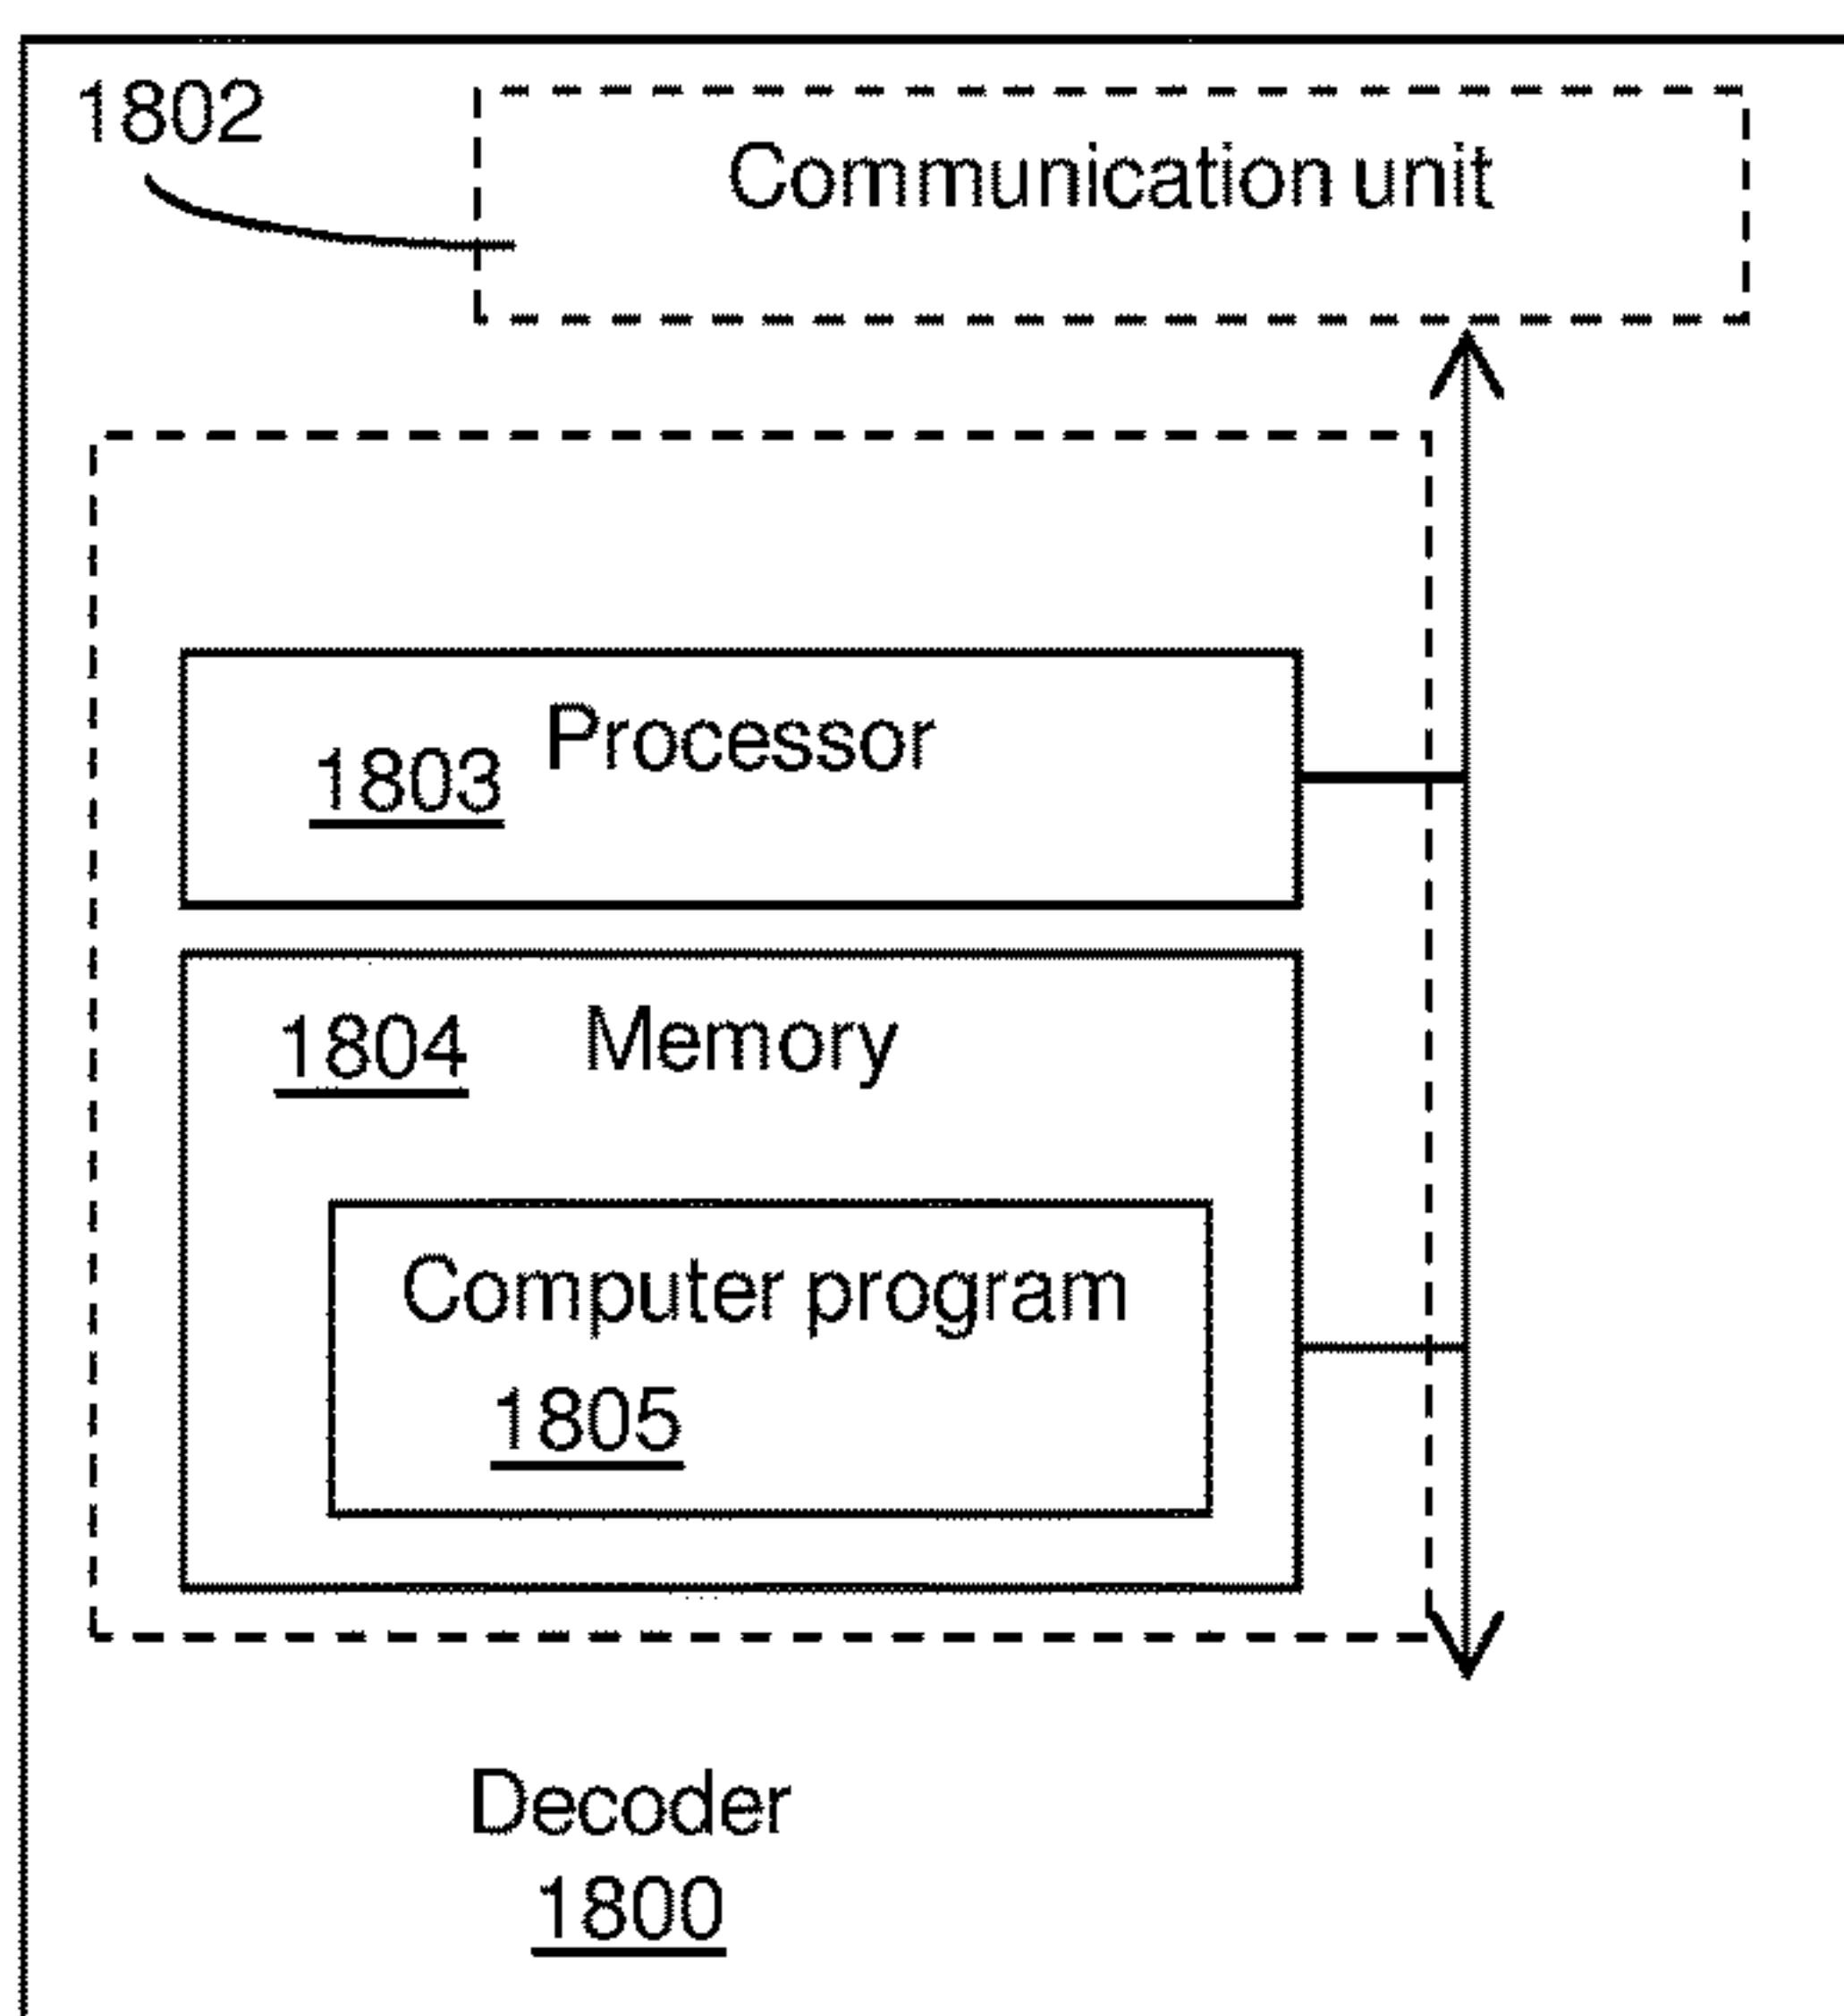 1802
Communication unit
Processor
1803
1804 Memory
Computer program
1805
Decoder
1800